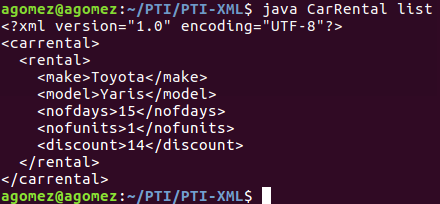 agomez@agomez:~/PTI/PTI-XML$ java CarRental list
<?xml version="1.0" encoding="UTF-8"?>
<carrental>
  <rental>
    <make>Toyota</make>
    <model>Yaris</model>
    <nofdays>15</nofdays>
    <nofunits>1</nofunits>
    <discount>14</discount>
  </rental>
</carrental>
agomez@agomez:~/PTI/PTI-XML$